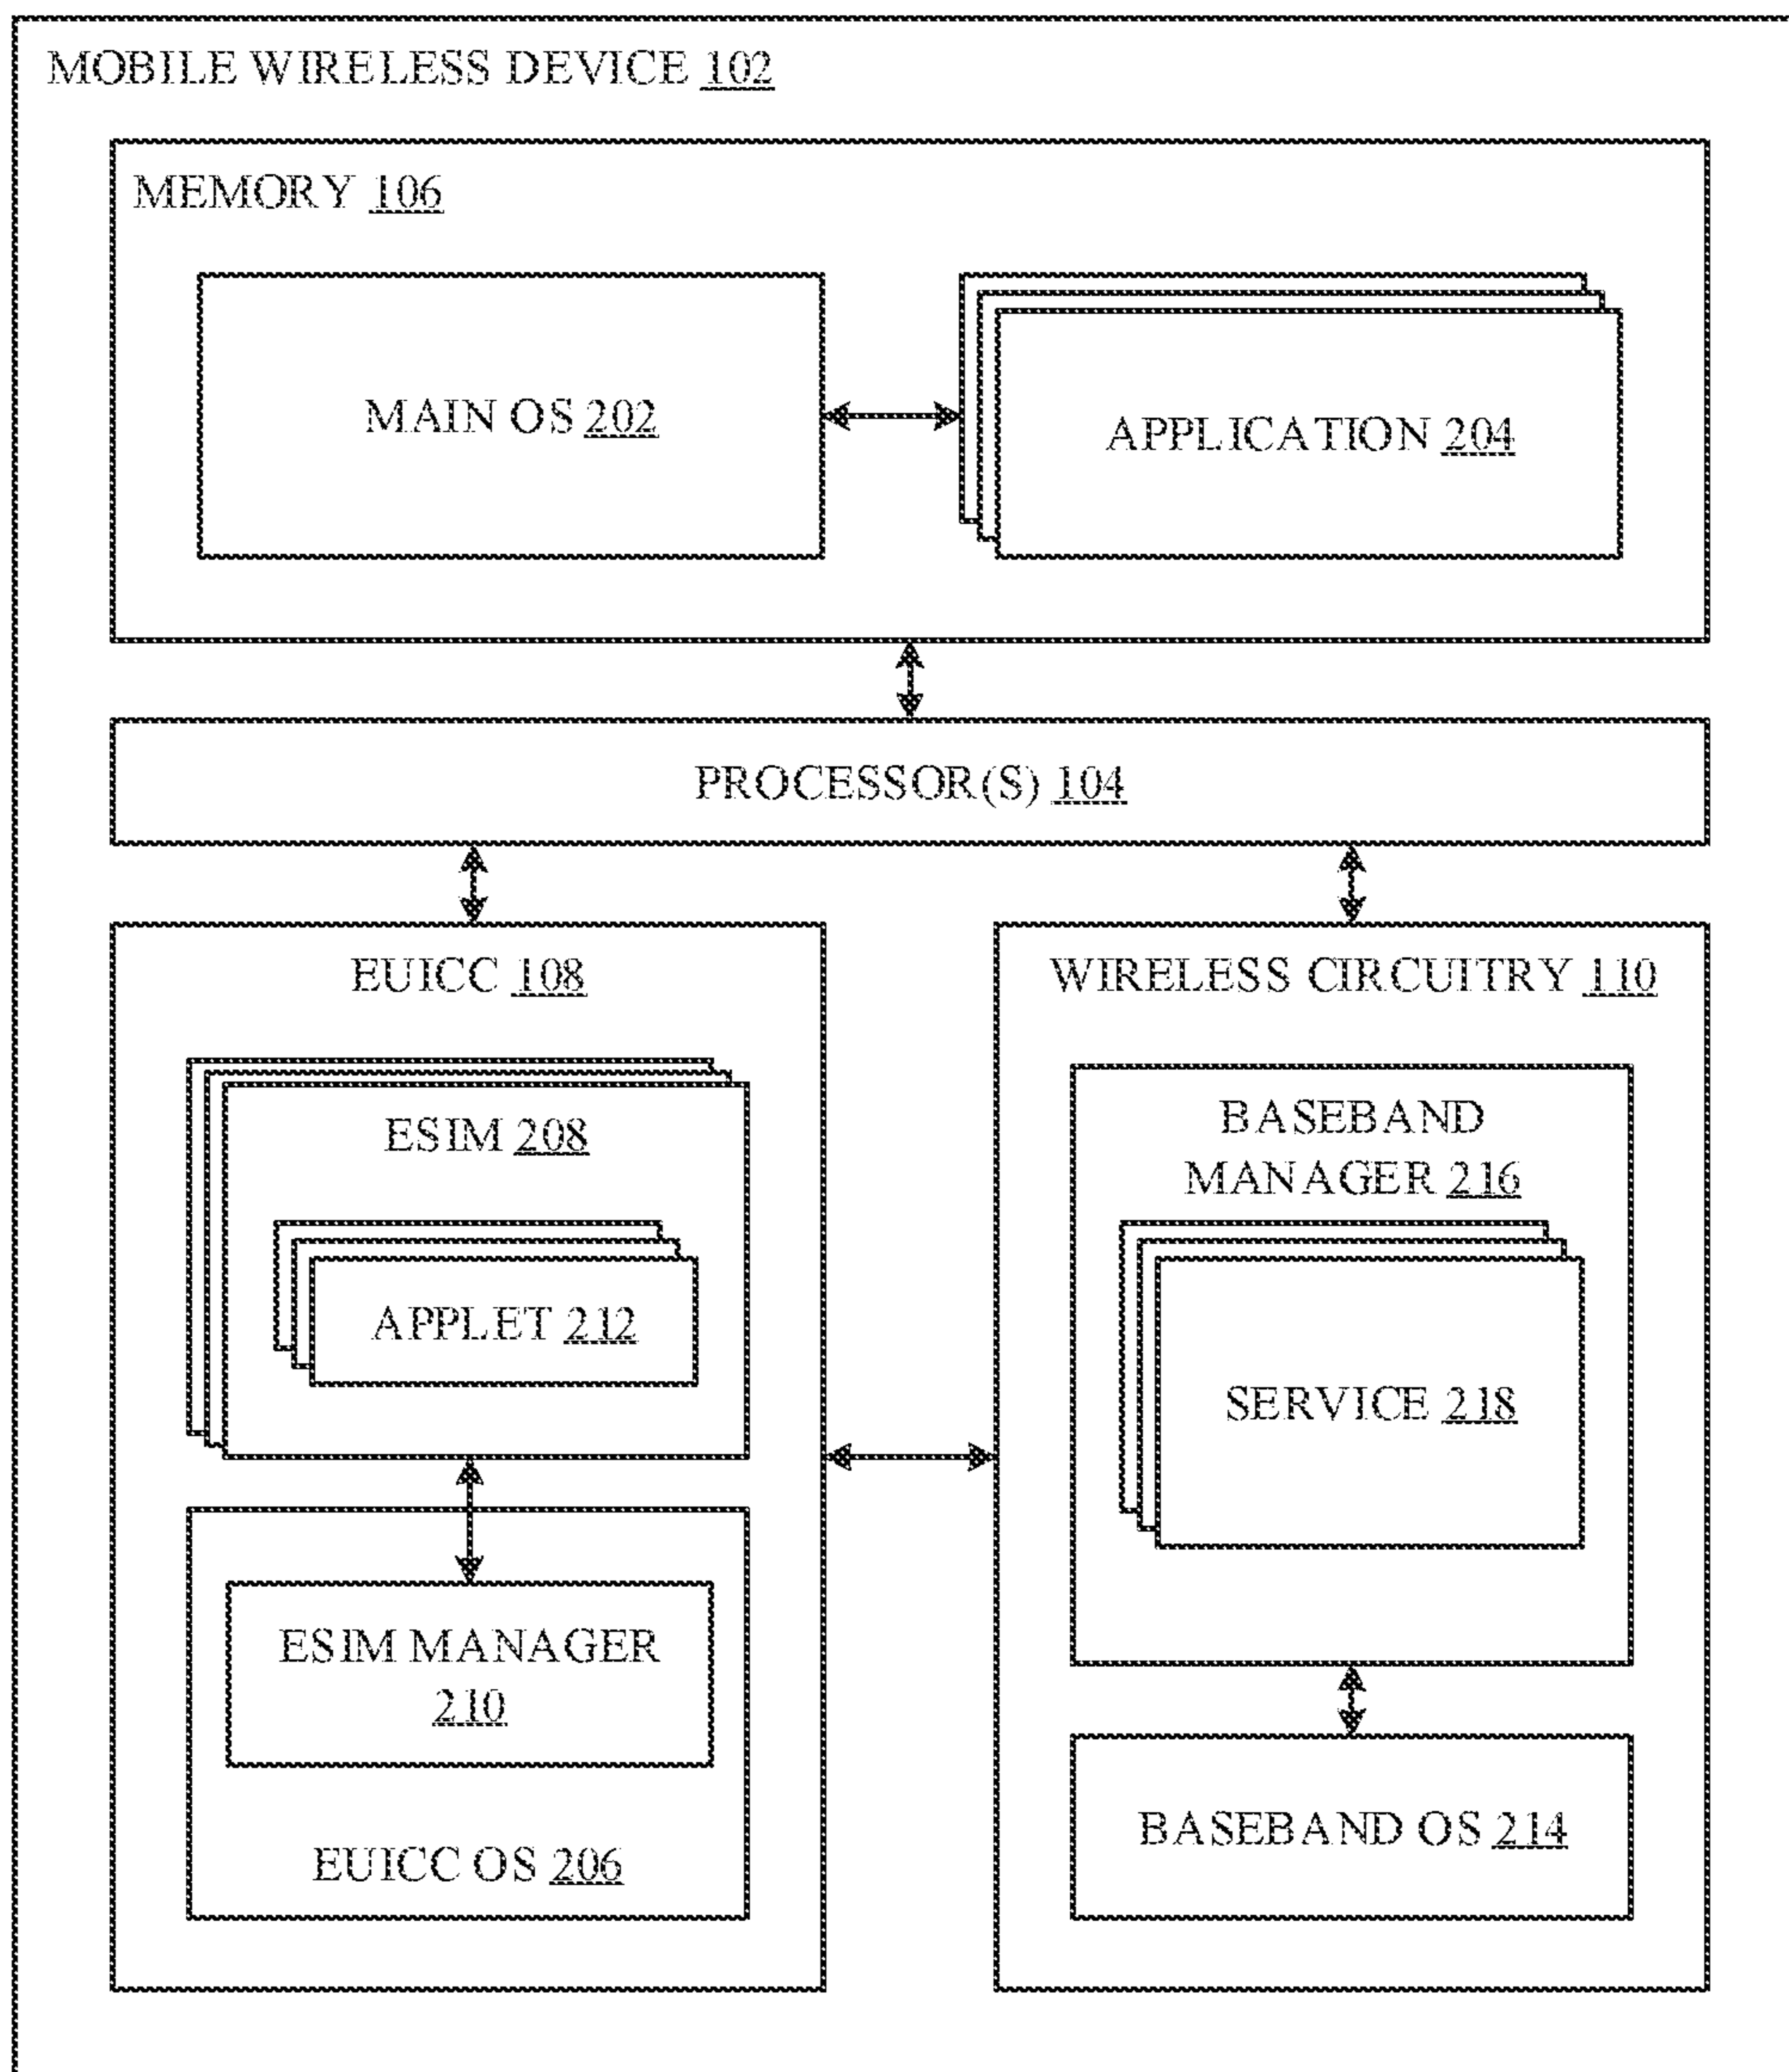 MOBILE WIRELESS DEVICE 102
MEMORY 106
MAIN OS 202
APPLICATION 204
PROCESSOR(S) 104
EUICC 108
WIRELESS CIRCUITRY 110
ESIM 208
BASEBAND
MANAGER 216
APPLET 212
SERVICE 218
ESIM MANAGER
210
BASEBAND OS 214
EUICC OS 206